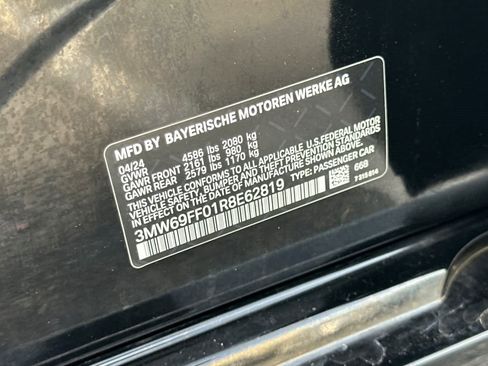 MFD BY BAYERISCHE MOTOREN WERKE AG
04/24
GVWR 4586 lbs 2080 kg
GAWR FRONT 2161 lbs 980 kg
GAWR REAR 2579 lbs 1170 kg
THIS VEHICLE CONFORMS TO ALL APPLICABLE U.S. FEDERAL MOTOR
VEHICLE SAFETY, BUMPER AND THEFT PREVENTION STANDARDS
IN EFFECT ON THE DATE OF MANUFACTURE SHOWN ABOVE.
3MW69FF01R8E62819 TYPE: PASSENGER CAR
668
7315614